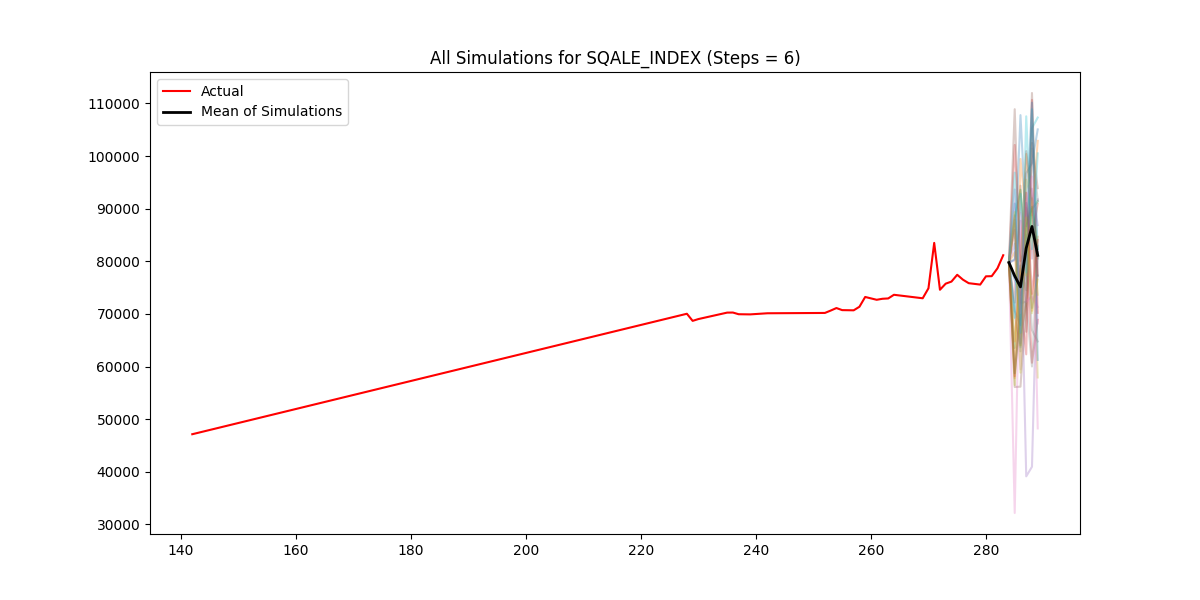 All Simulations for SQALE_INDEX (Steps = 6)
Actual
Mean of Simulations
110000
100000
90000
80000
70000
60000
50000
40000
30000
140 160 180 200 220 240 260 280